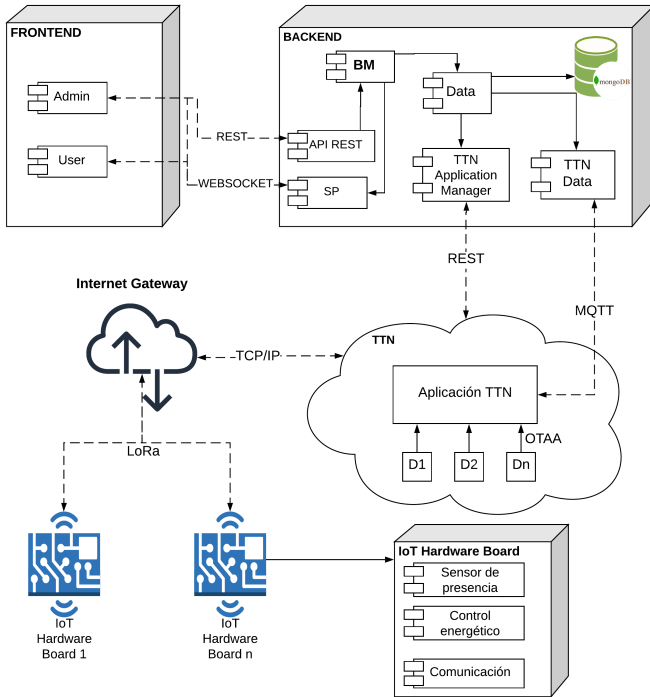 FRONTEND
Admin
User
BACKEND
BM
Data
mongoDB
API REST
SP
TTN
Application
Manager
TTN
Data
REST
WEBSOCKET
REST
MQTT
Internet Gateway
TCP/IP
LoRa
TTN
Aplicación TTN
OTAA
D1
D2
Dn
IoT
Hardware
Board 1
IoT
Hardware
Board n
IoT Hardware Board
Sensor de
presencia
Control
energético
Comunicación